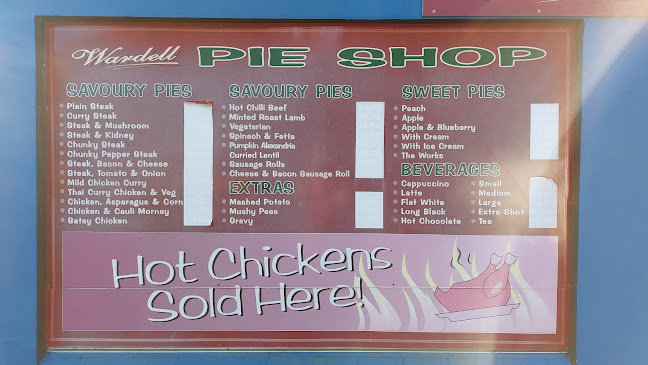 Wardell PIE SHOP
SAVOURY PIES
Plain Steak
Curry Steak
Steak & Mushroom
Steak & Kidney
Chunky Steak
Chunky Pepper Steak
Steak, Bacon & Cheese
Steak, Tomato & Onion
Mild Chicken Curry
Thai Curry Chicken & Veg
Chicken, Asparagus & Corn
Chicken & Cauli Mornay
Satay Chicken
SAVOURY PIES
Hot Chilli Beef
Minted Roast Lamb
Vegetarian
Spinach & Fetta
Pumpkin Alexandria
Curried Lentil
Sausage Rolls
Cheese & Bacon Sausage Roll
EXTRAS
Mashed Potato
Mushy Peas
Gravy
SWEET PIES
Peach
Apple
Apple & Blueberry
With Cream
With Ice Cream
The Works
BEVERAGES
Cappuccino
Latte
Flat White
Long Black
Hot Chocolate
Small
Medium
Large
Extra Shot
Tea
Hot Chickens
Sold Here!